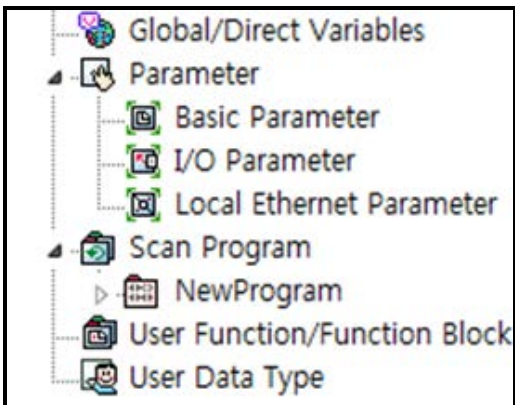 Global/Direct Variables
Parameter
Basic Parameter
I/O Parameter
Local Ethernet Parameter
Scan Program
NewProgram
User Function/Function Block
User Data Type